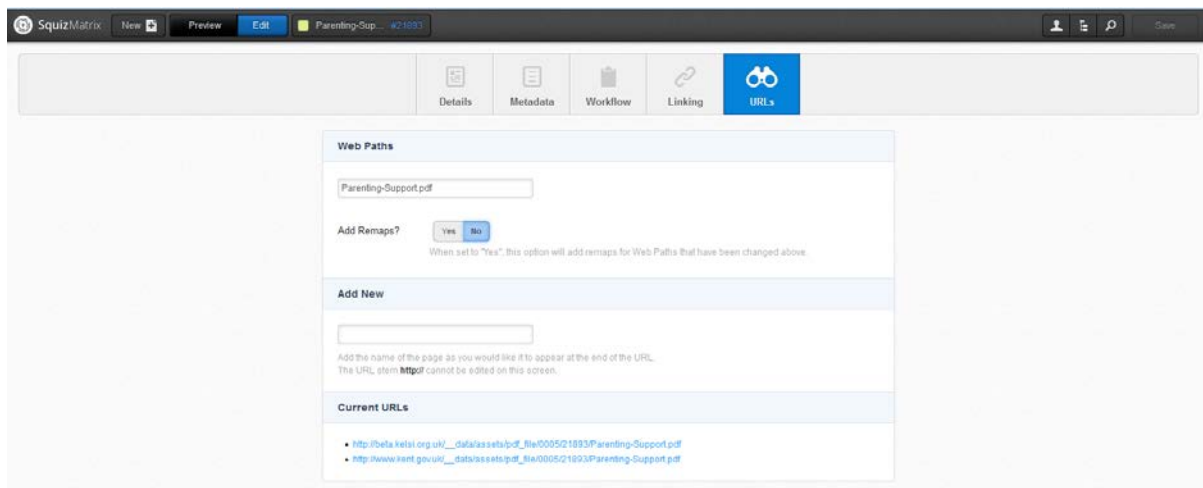 SquizMatrix New Preview Edit Parenting-Sup... #21893 Save
Details Metadata Workflow Linking URLs
Web Paths
Parenting-Support.pdf
Add Remaps? Yes No
When set to "Yes", this option will add remaps for Web Paths that have been changed above.
Add New
Add the name of the page as you would like it to appear at the end of the URL.
The URL stem http:// cannot be edited on this screen.
Current URLs
• http://beta.kelsi.org.uk/__data/assets/pdf_file/0005/21893/Parenting-Support.pdf
• http://www.kent.gov.uk/__data/assets/pdf_file/0005/21893/Parenting-Support.pdf